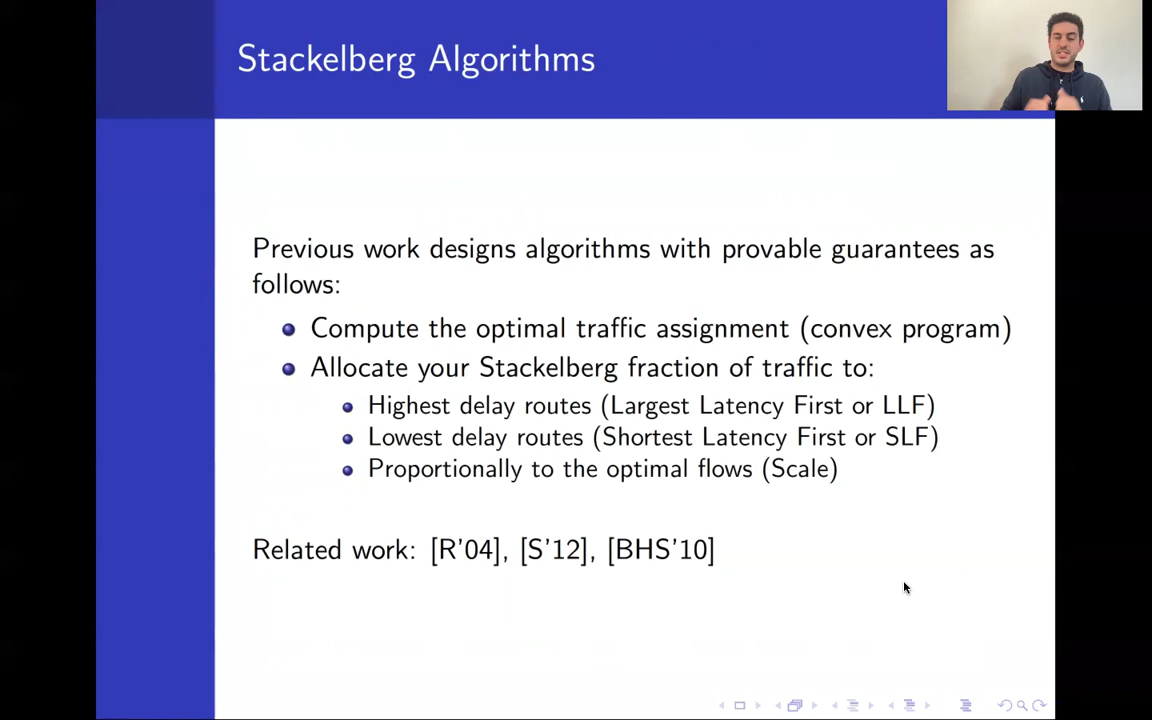 Stackelberg Algorithms
Previous work designs algorithms with provable guarantees as
follows:
Compute the optimal traffic assignment (convex program)
Allocate your Stackelberg fraction of traffic to:
Highest delay routes (Largest Latency First or LLF)
Lowest delay routes (Shortest Latency First or SLF)
Proportionally to the optimal flows (Scale)
Related work: [R'04], [S'12], [BHS'10]